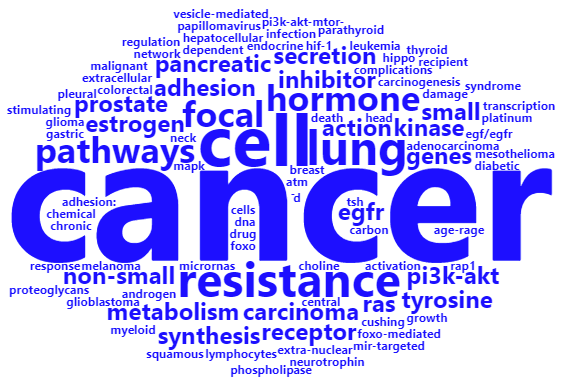 vesicle-mediated
papillomavirus pi3k-akt-mtor-
infection parathyroid
regulation hepatocellular
endocrine hif-1 leukemia
network dependent secretion hippo thyroid
malignant pancreatic complications recipient
extracellular inhibitor carcinogenesis syndrome
pleural colorectal adhesion hormone damage
stimulating prostate focal death head small transcription
glioma estrogen action kinase platinum
gastric neck cell lung egf/egfr
pathways adenocarcinoma
mapk breast genes mesothelioma
atm diabetic
cancer
-d
adhesion: cells tsh
chemical dna egfr
chronic drug carbon age-rage
foxo
response melanoma micrornas choline activation rap1
non-small resistance pi3k-akt
proteoglycans androgen
glioblastoma central ras tyrosine
metabolism carcinoma cushing growth
myeloid synthesis receptor foxo-mediated
squamous lymphocytes extra-nuclear mir-targeted
neurotrophin
phospholipase